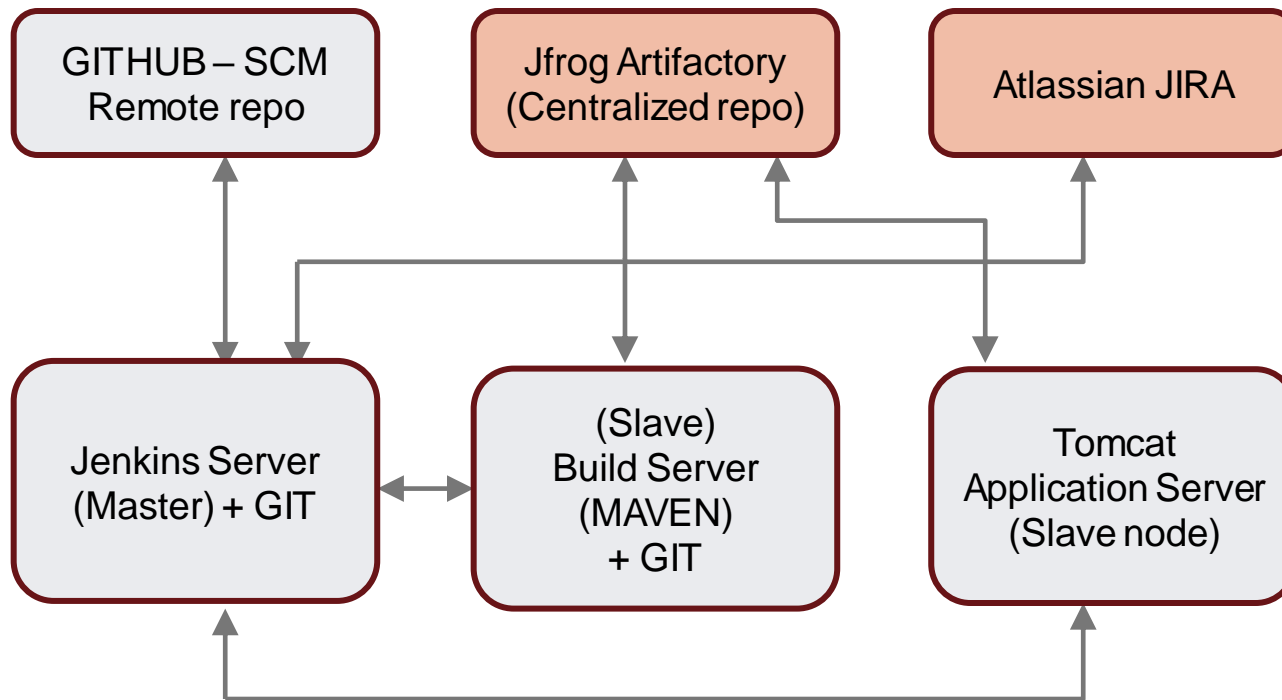 GITHUB – SCM
Remote repo
Jfrog Artifactory
(Centralized repo)
Atlassian JIRA
Jenkins Server
(Master) + GIT
(Slave)
Build Server
(MAVEN)
+ GIT
Tomcat
Application Server
(Slave node)